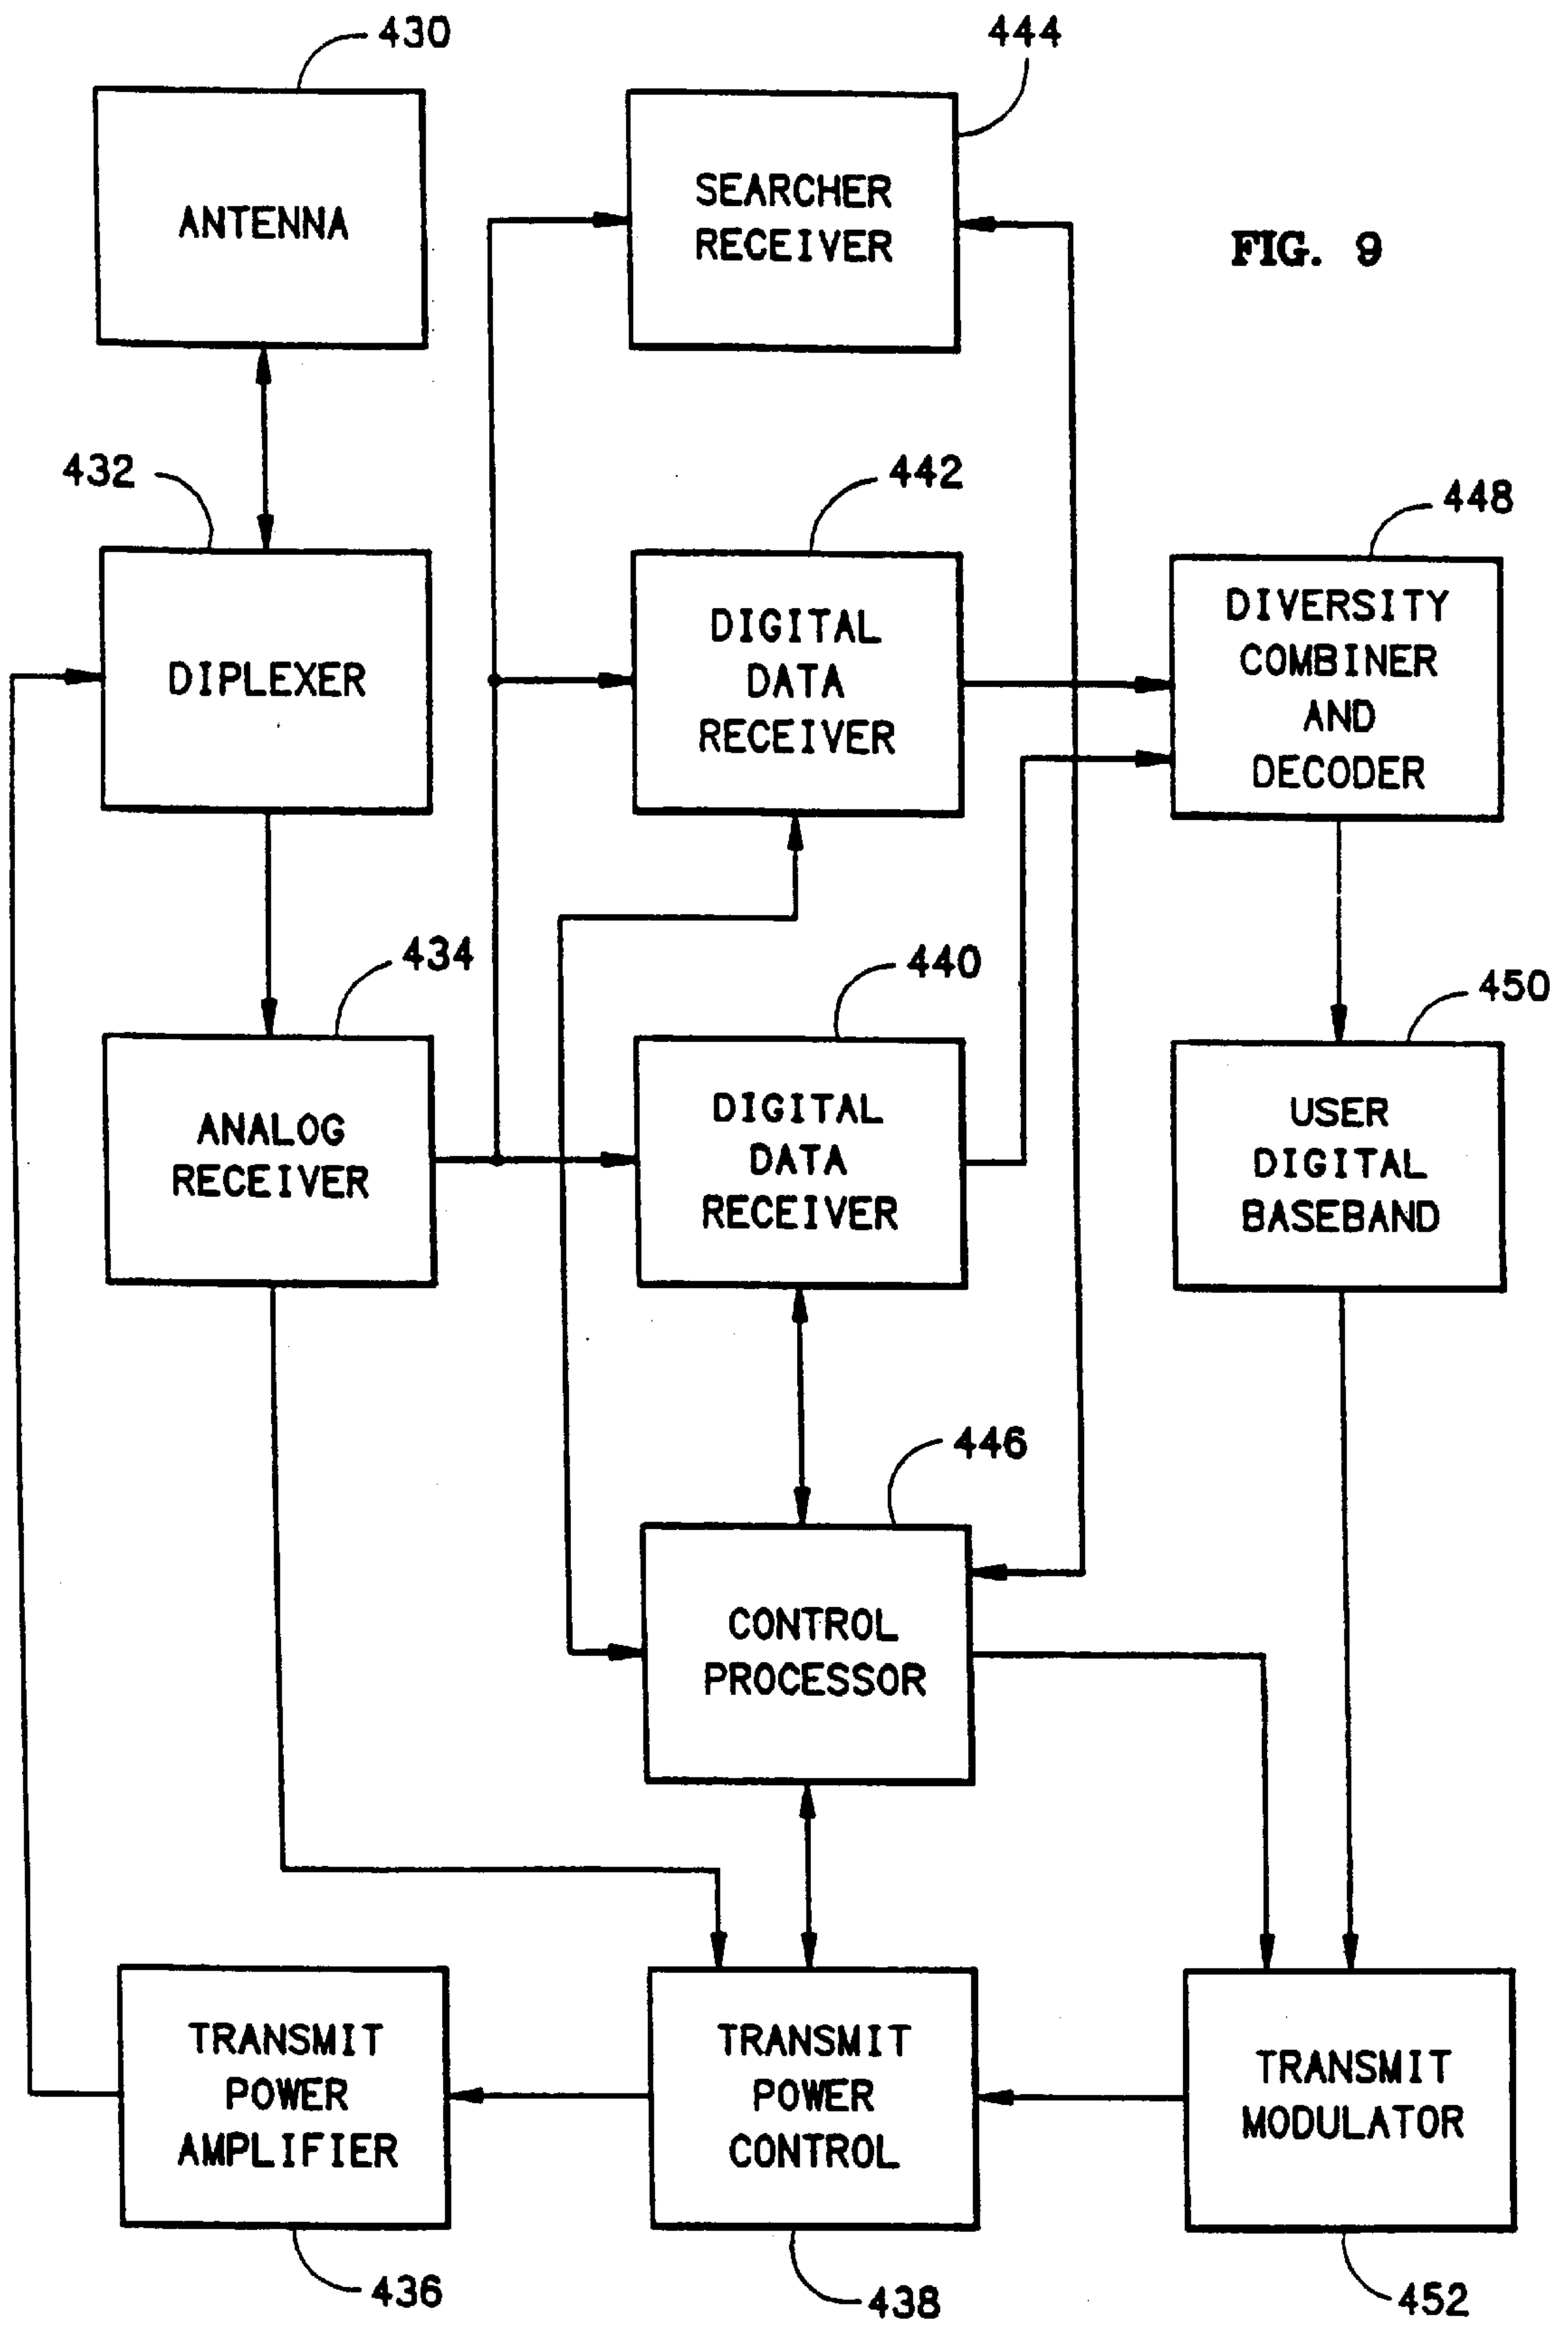 430
444
ANTENNA
SEARCHER
RECEIVER
FIG. 9
432
442
448
DIPLEXER
DIGITAL
DATA
RECEIVER
DIVERSITY
COMBINER
AND
DECODER
434
440
450
ANALOG
RECEIVER
DIGITAL
DATA
RECEIVER
USER
DIGITAL
BASEBAND
446
CONTROL
PROCESSOR
TRANSMIT
POWER
AMPLIFIER
TRANSMIT
POWER
CONTROL
TRANSMIT
MODULATOR
436
438
452